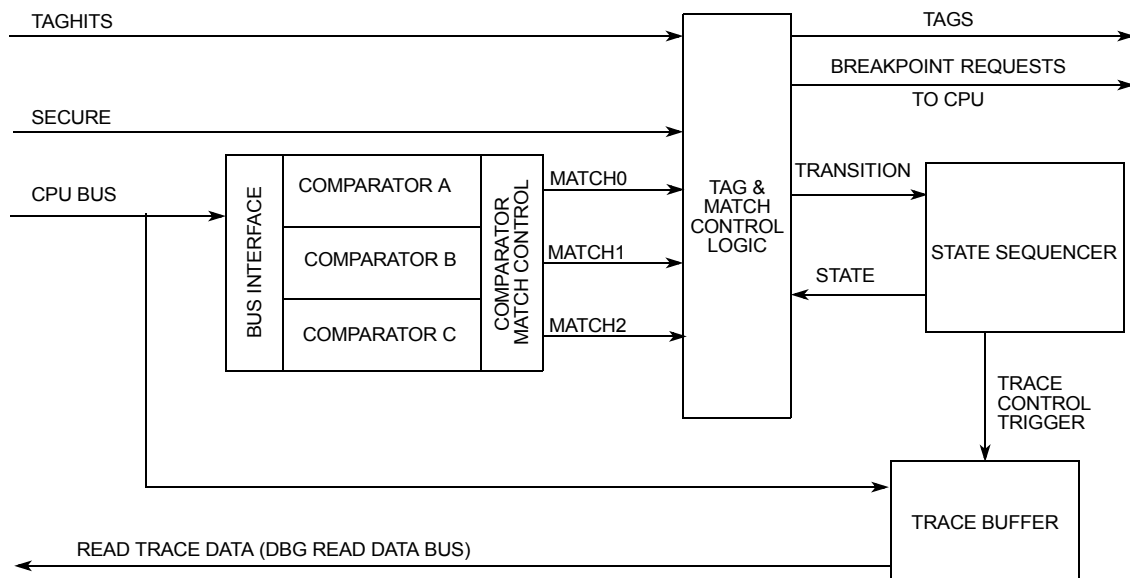 TAGHITS
TAGS
BREAKPOINT REQUESTS
TO CPU
SECURE
CPU BUS
BUS INTERFACE
COMPARATOR A
COMPARATOR B
COMPARATOR C
COMPARATOR
MATCH CONTROL
MATCH0
MATCH1
MATCH2
TAG &
MATCH
CONTROL
LOGIC
TRANSITION
STATE
STATE SEQUENCER
TRACE
CONTROL
TRIGGER
TRACE BUFFER
READ TRACE DATA (DBG READ DATA BUS)